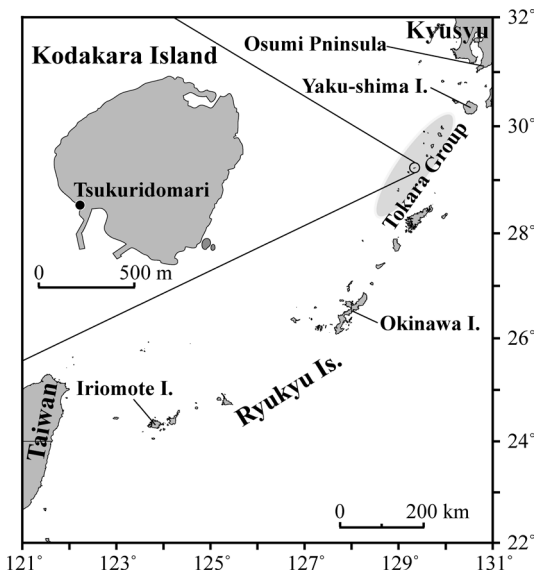 Kodakara Island
Kyusyu
Osumi Pninsula
Yaku-shima I.
Tokara Group
Tsukuridomari
0 500 m
Okinawa I.
Ryukyu Is.
Iriomote I.
Taiwan
0 200 km
32°
30°
28°
26°
24°
22°
121° 123° 125° 127° 129° 131°